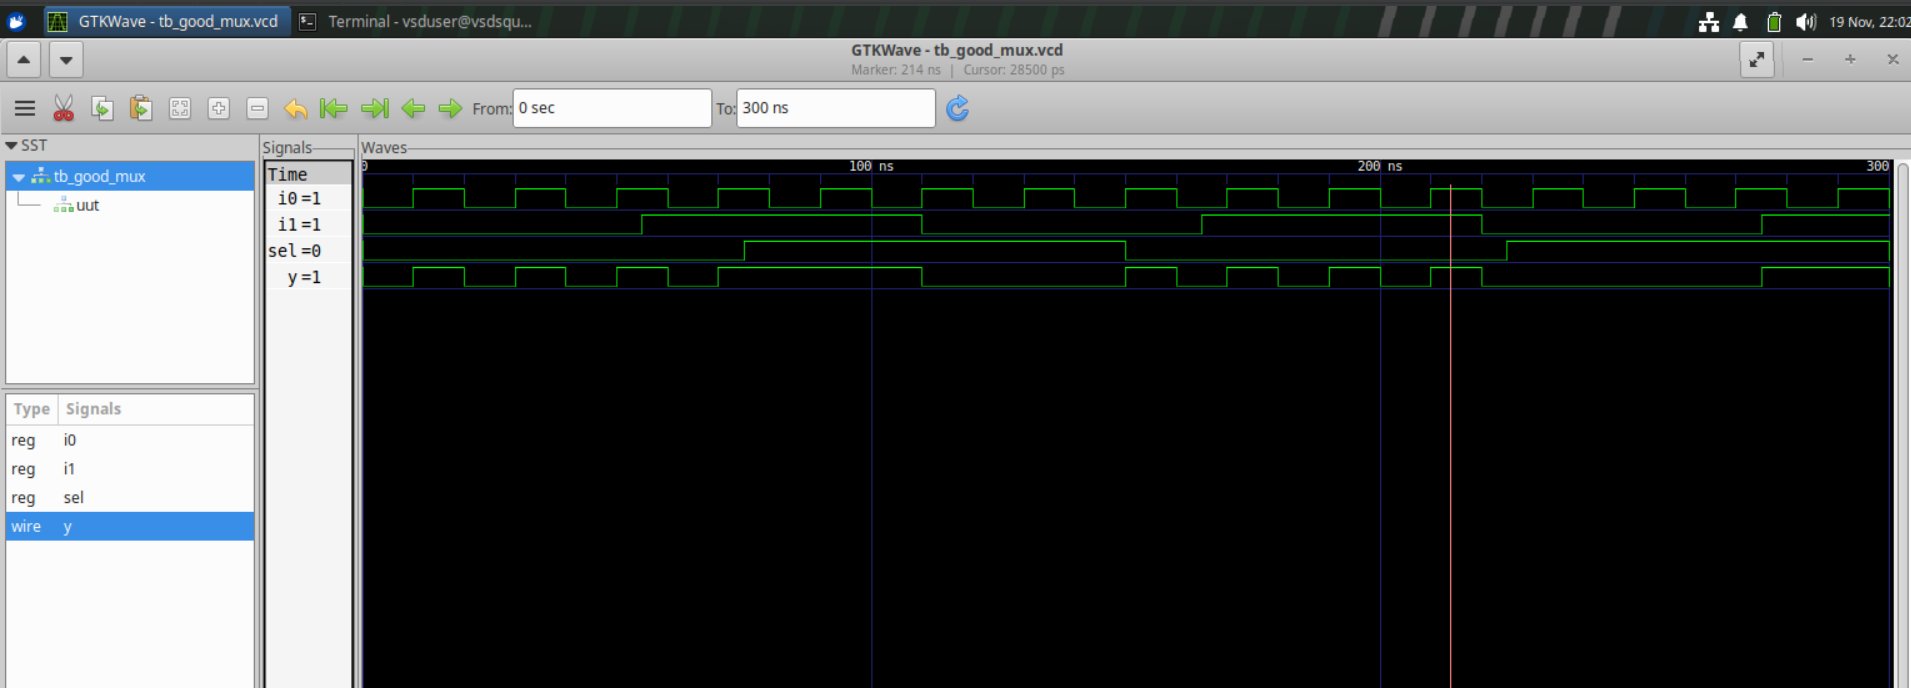 GTKWave - tb_good_mux.vcd
Terminal - vsduser@vsdsqu...
19 Nov, 22:02
GTKWave - tb_good_mux.vcd
Marker: 214 ns | Cursor: 28500 ps
From: 0 sec
To: 300 ns
SST
tb_good_mux
uut
Type Signals
reg i0
reg i1
reg sel
wire y
Signals
Time
i0 =1
i1 =1
sel =0
y =1
Waves
0 100 ns 200 ns 300